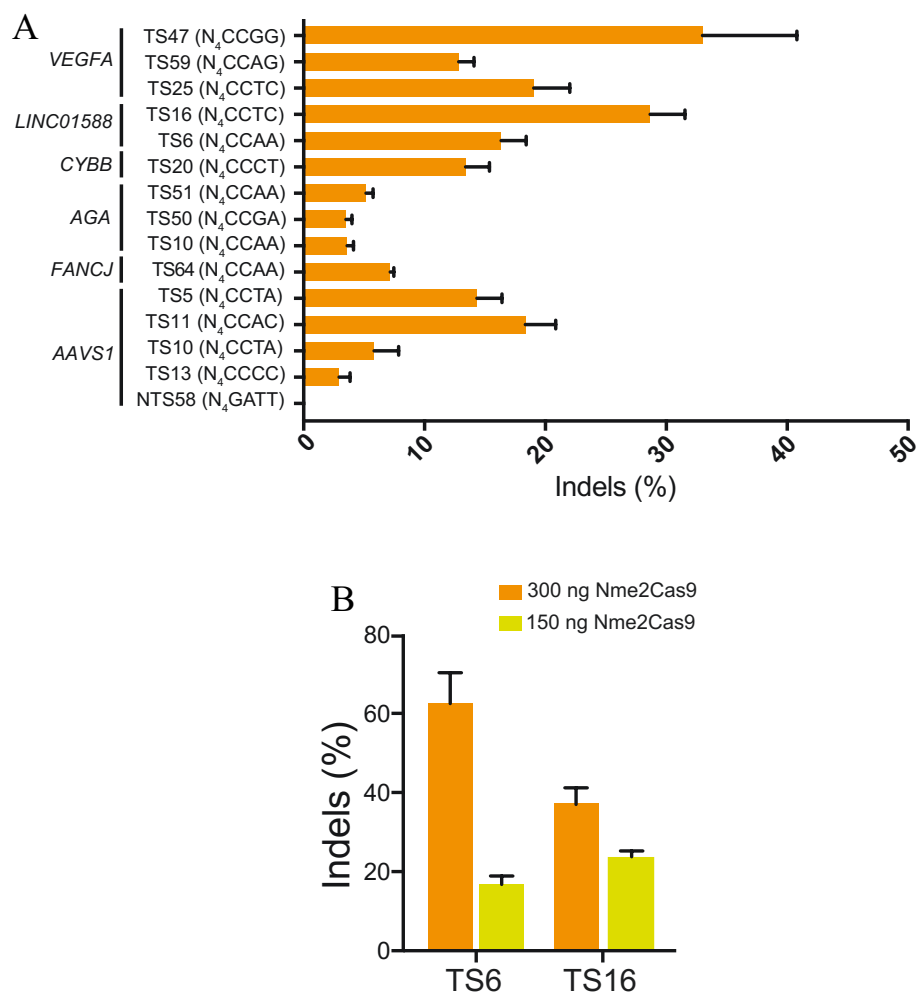 A
VEGFA
TS47 (N4CCGG)
TS59 (N4CCAG)
TS25 (N4CCTC)
LINC01588
TS16 (N4CCTC)
TS6 (N4CCAA)
CYBB
TS20 (N4CCCT)
AGA
TS51 (N4CCAA)
TS50 (N4CCGA)
TS10 (N4CCAA)
FANCJ
TS64 (N4CCAA)
AAVS1
TS5 (N4CCTA)
TS11 (N4CCAC)
TS10 (N4CCTA)
TS13 (N4CCCC)
NTS58 (N4GATT)
0 10 20 30 40 50
Indels (%)
B
300 ng Nme2Cas9
150 ng Nme2Cas9
Indels (%)
80
60
40
20
0
TS6 TS16